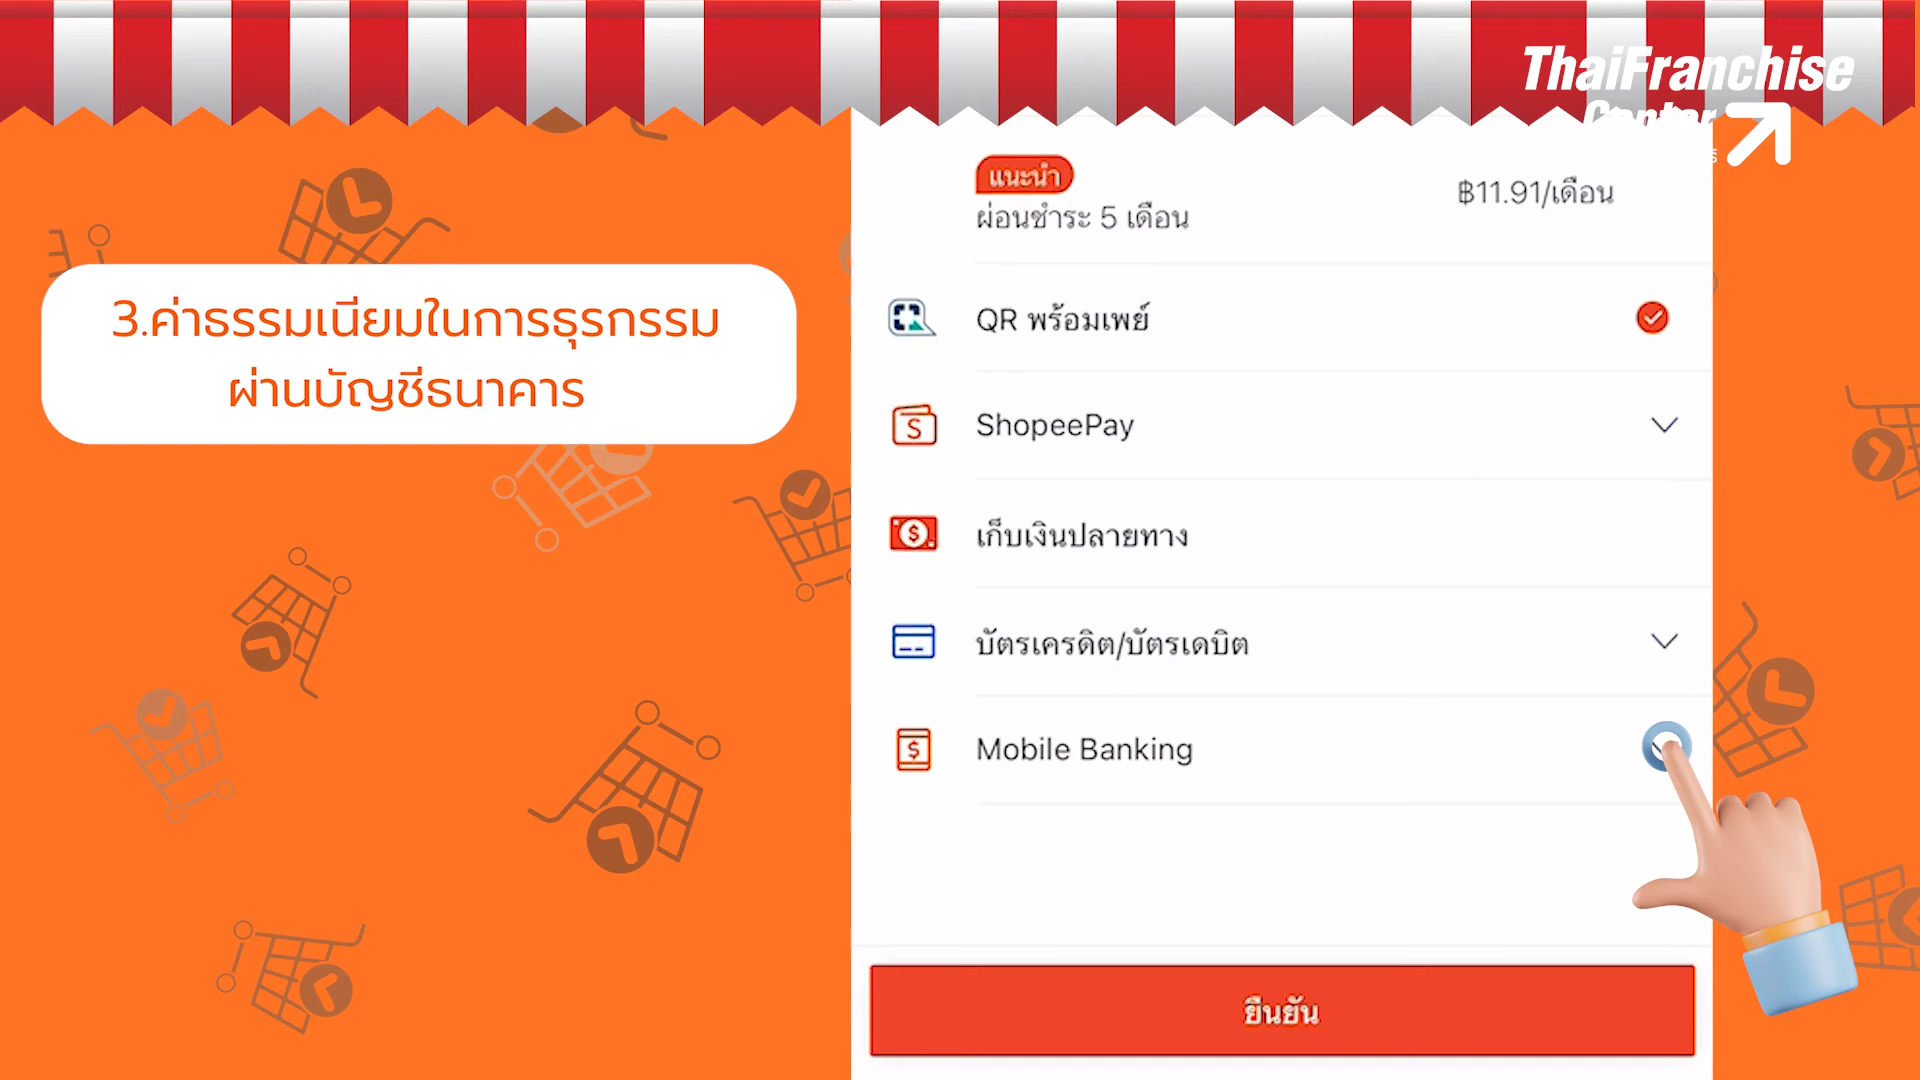 ThaiFranchise
Center
3.ค่าธรรมเนียมในการธุรกรรม
ผ่านบัญชีธนาคาร
แนะนำ
ผ่อนชำระ 5 เดือน
฿11.91/เดือน
QR พร้อมเพย์
ShopeePay
เก็บเงินปลายทาง
บัตรเครดิต/บัตรเดบิต
Mobile Banking
ยืนยัน